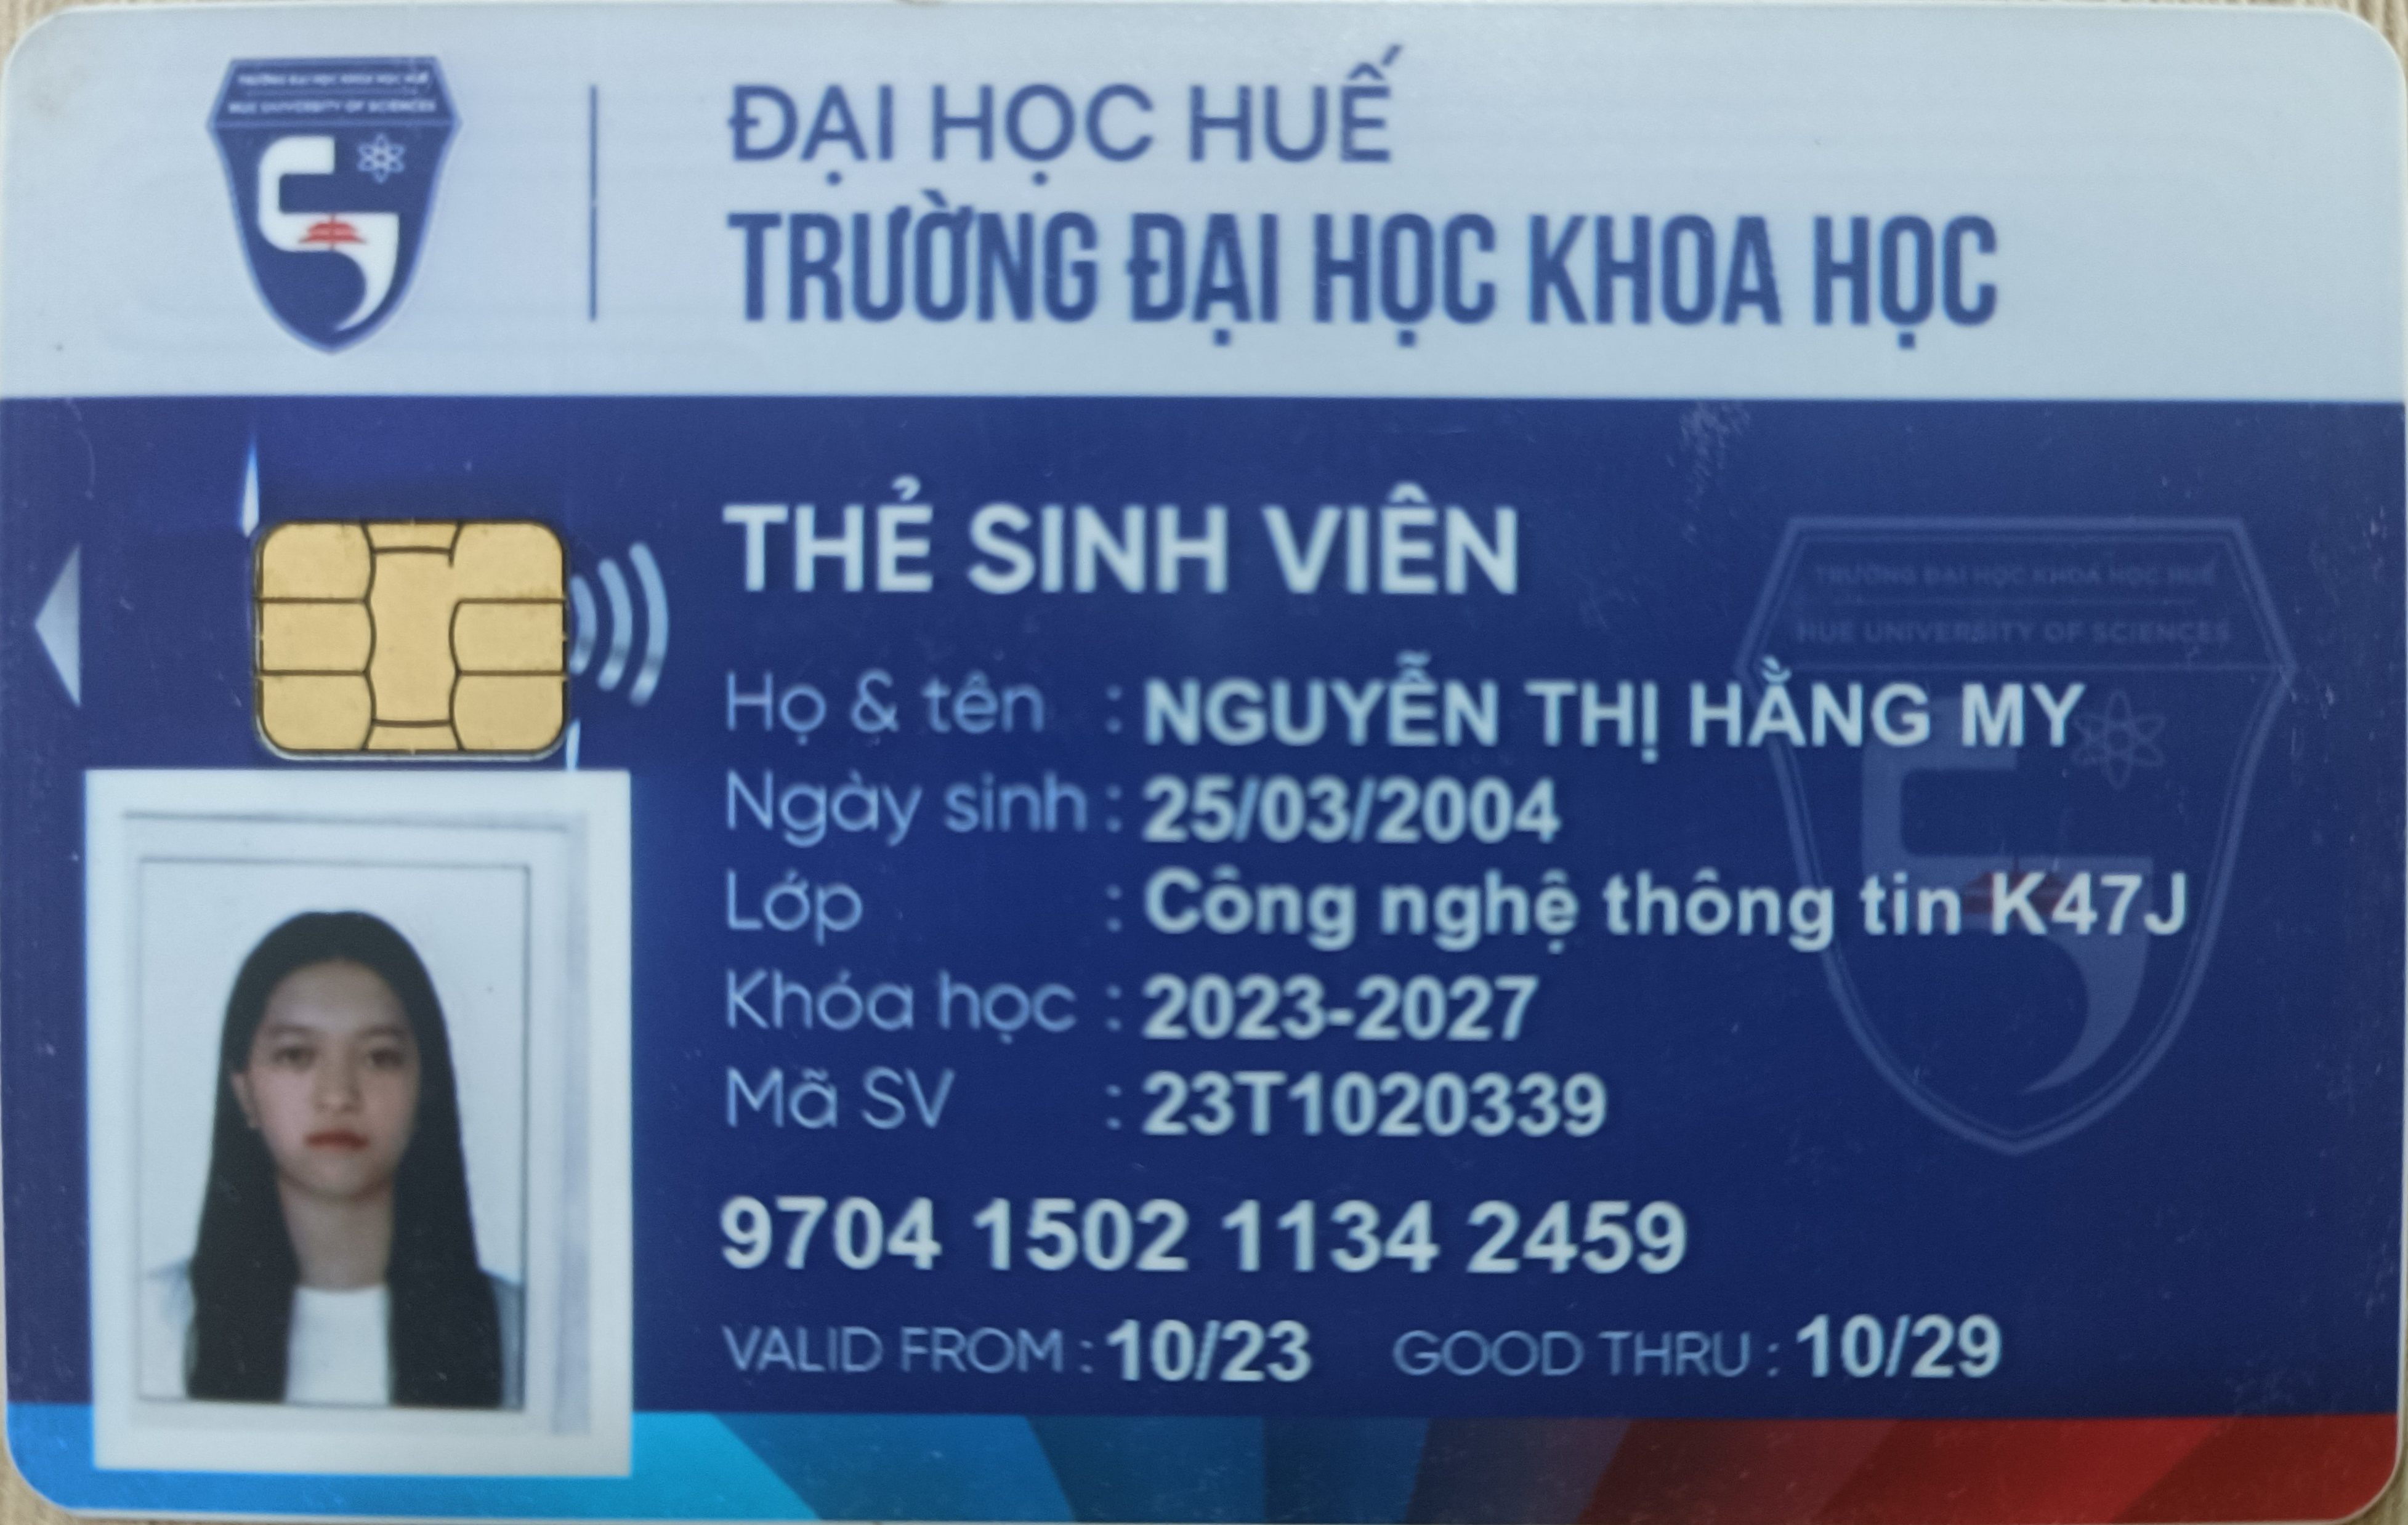 TRƯỜNG ĐẠI HỌC KHOA HỌC HUẾ
HUE UNIVERSITY OF SCIENCES
ĐẠI HỌC HUẾ
TRƯỜNG ĐẠI HỌC KHOA HỌC
THẺ SINH VIÊN
TRƯỜNG ĐẠI HỌC KHOA HỌC HUẾ
HUE UNIVERSITY OF SCIENCES
Họ & tên : NGUYỄN THỊ HẰNG MY
Ngày sinh : 25/03/2004
Lớp : Công nghệ thông tin K47J
Khóa học : 2023-2027
Mã SV : 23T1020339
9704 1502 1134 2459
VALID FROM : 10/23 GOOD THRU : 10/29